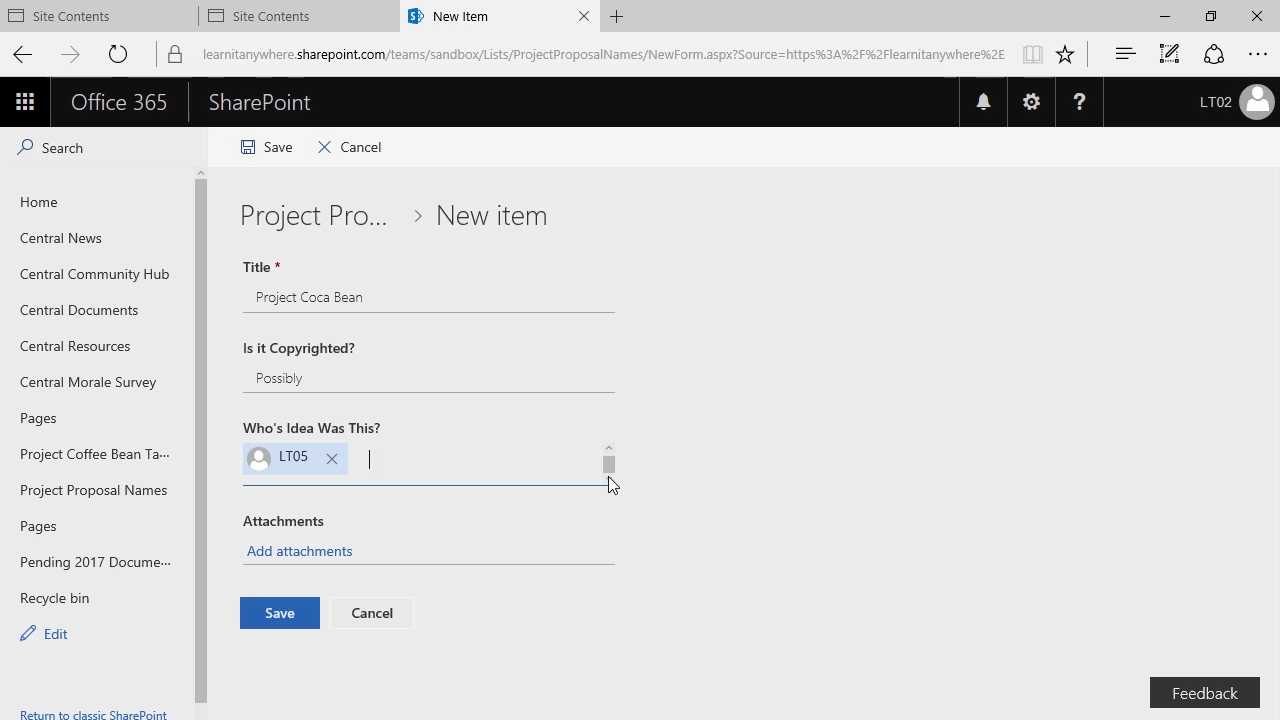 Site Contents
Site Contents
New Item
learnitanywhere.sharepoint.com/teams/sandbox/Lists/ProjectProposalNames/NewForm.aspx?Source=https%3A%2F%2Flearnitanywhere%2E
Office 365
SharePoint
?
LT02
Search
Save
Cancel
Home
Central News
Central Community Hub
Central Documents
Central Resources
Central Morale Survey
Pages
Project Coffee Bean Ta...
Project Proposal Names
Pages
Pending 2017 Docume...
Recycle bin
Edit
Return to classic SharePoint
Project Pro... > New item
Title *
Project Coca Bean
Is it Copyrighted?
Possibly
Who's Idea Was This?
LT05
Attachments
Add attachments
Save
Cancel
Feedback